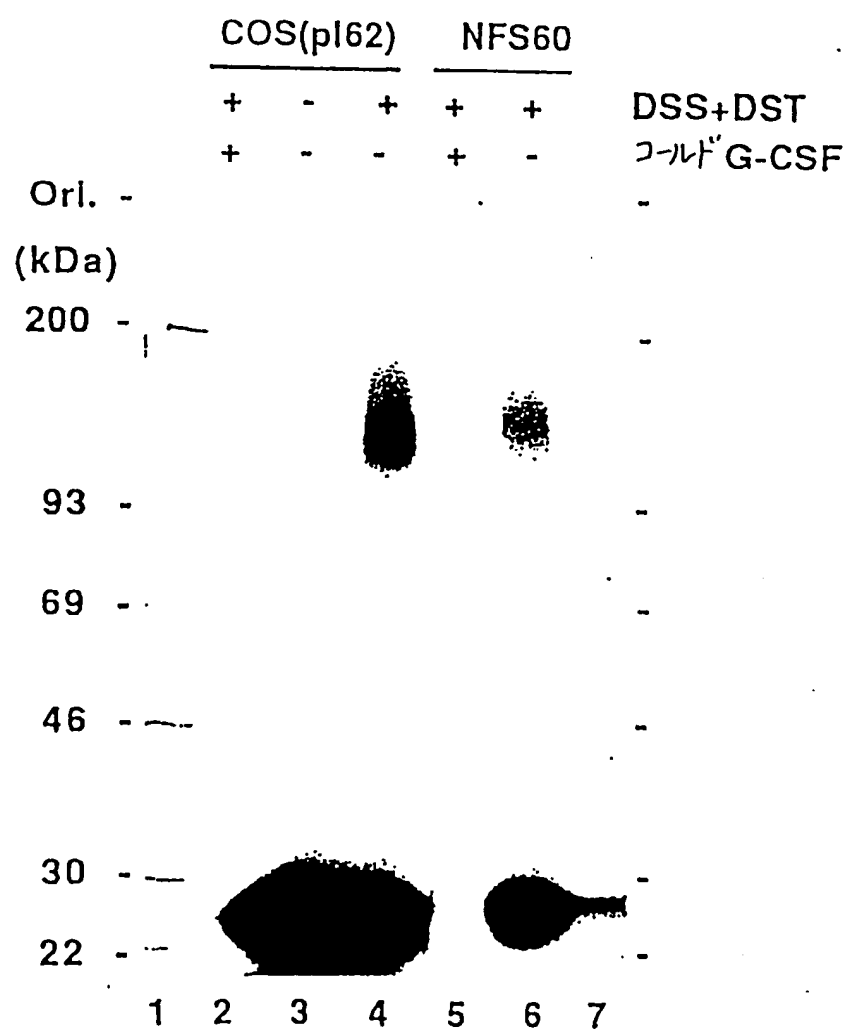 COS(pI62) NFS60
+ - + + + DSS+DST
+ - - + - コールド G-CSF
Ori. -
(kDa)
200 -
93 -
69 -
46 -
30 -
22 -
1 2 3 4 5 6 7